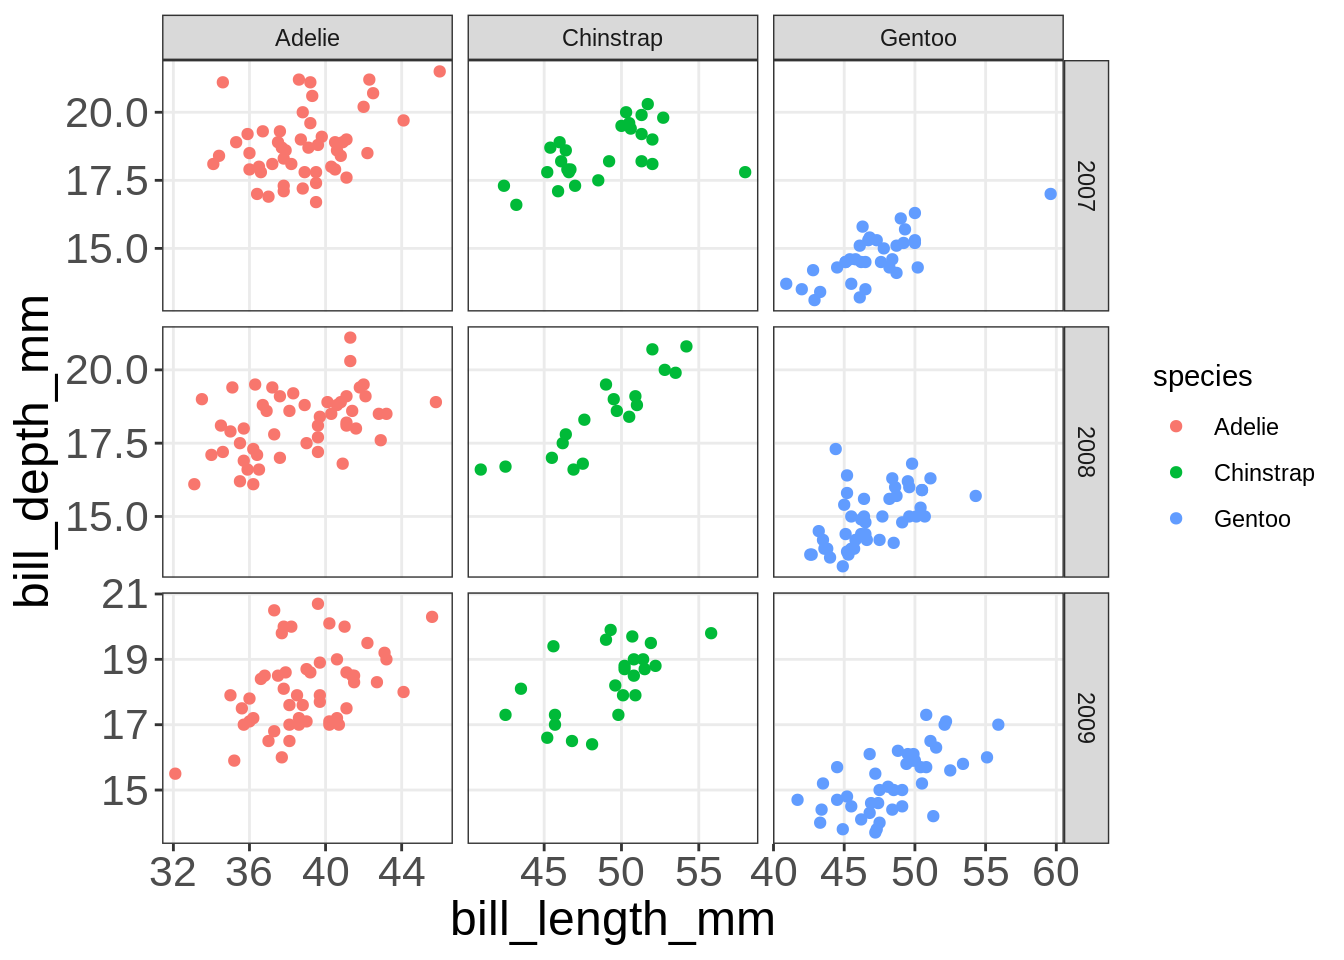 Adelie
Chinstrap
Gentoo
20.0
17.5
15.0
2007
20.0
17.5
15.0
2008
21
19
17
15
2009
32 36 40 44
45 50 55
40 45 50 55 60
bill_length_mm
bill_depth_mm
species
Adelie
Chinstrap
Gentoo